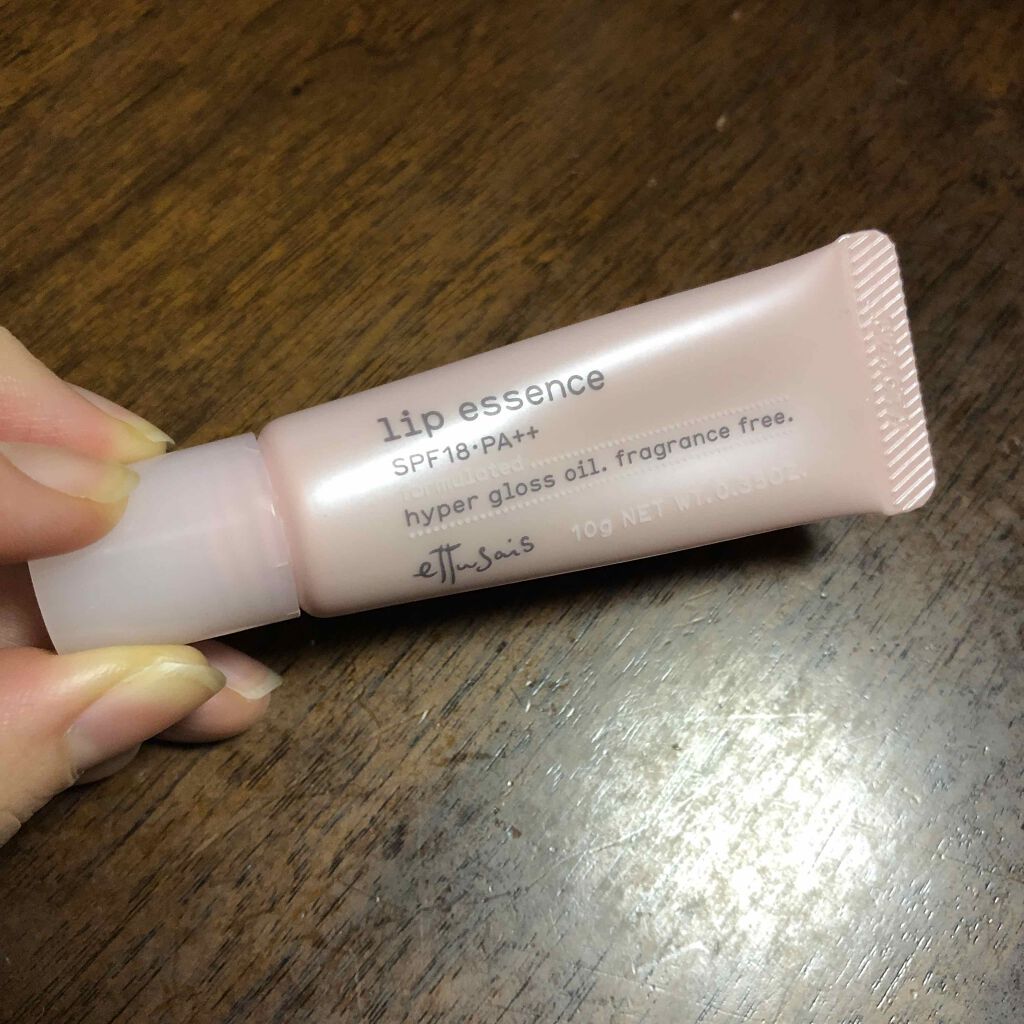 lip essence
SPF18·PA++
formulated
hyper gloss oil. fragrance free.
ettusais
10g NET WT.0.35OZ.